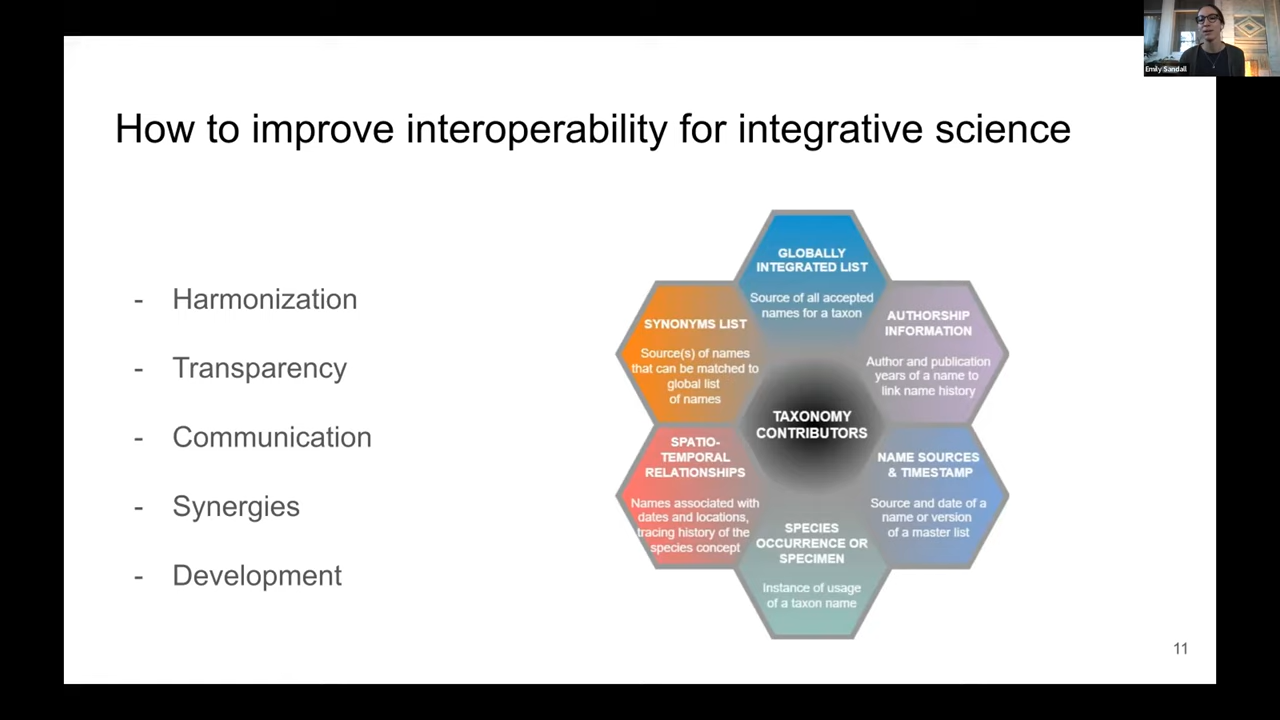 Emily Sandall
How to improve interoperability for integrative science
- Harmonization
- Transparency
- Communication
- Synergies
- Development
GLOBALLY
INTEGRATED LIST
Source of all accepted
names for a taxon
SYNONYMS LIST
Source(s) of names
that can be matched to
global list
of names
AUTHORSHIP
INFORMATION
Author and publication
years of a name to
link name history
TAXONOMY
CONTRIBUTORS
SPATIO-
TEMPORAL
RELATIONSHIPS
Names associated with
dates and locations,
tracing history of the
species concept
NAME SOURCES
& TIMESTAMP
Source and date of a
name or version
of a master list
SPECIES
OCCURRENCE OR
SPECIMEN
Instance of usage
of a taxon name
11